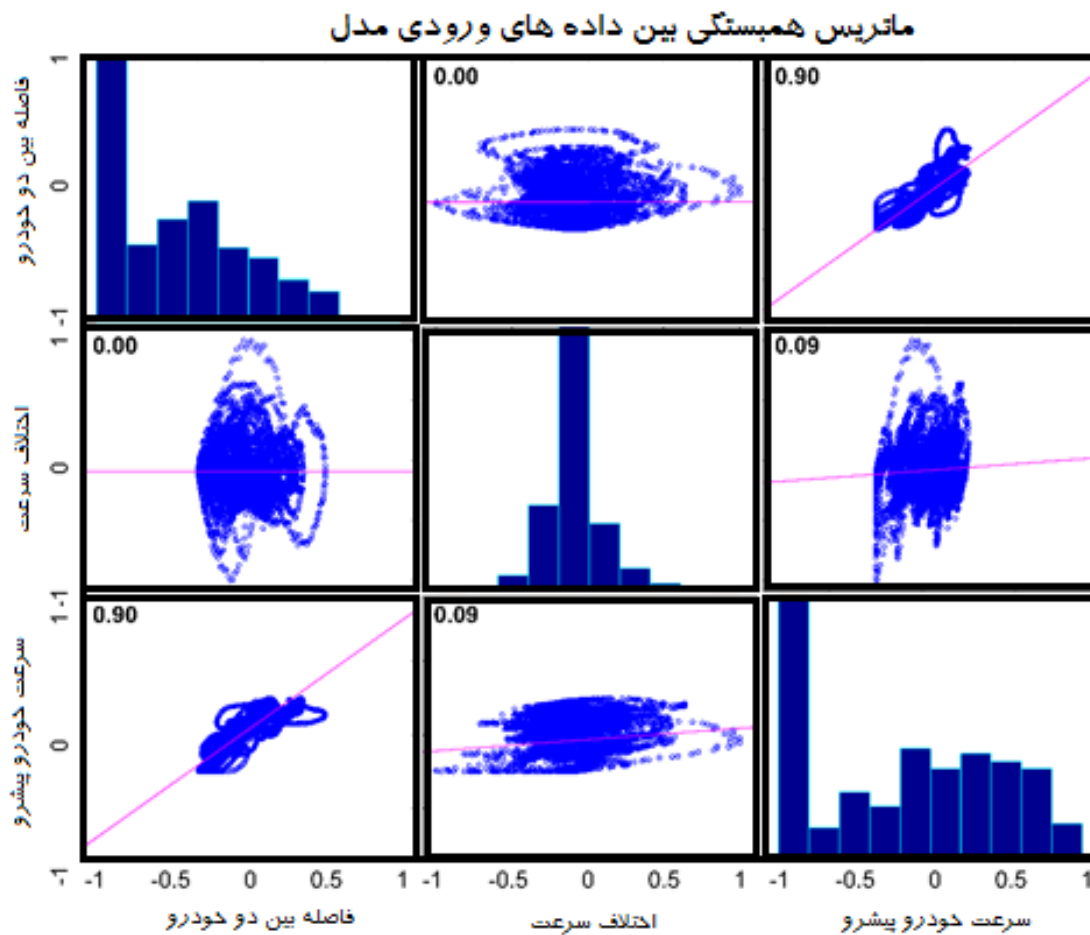 ماتریس همبستگی بین داده های ورودی مدل
فاصله بین دو خودرو
1
0
-1
0.00
0.90
اختلاف سرعت
1
0
-1
0.00
0.09
سرعت خودرو پیشرو
1
0
-1
0.90
0.09
-1 -0.5 0 0.5 1
-1 -0.5 0 0.5 1
-1 -0.5 0 0.5 1
فاصله بین دو خودرو
اختلاف سرعت
سرعت خودرو پیشرو